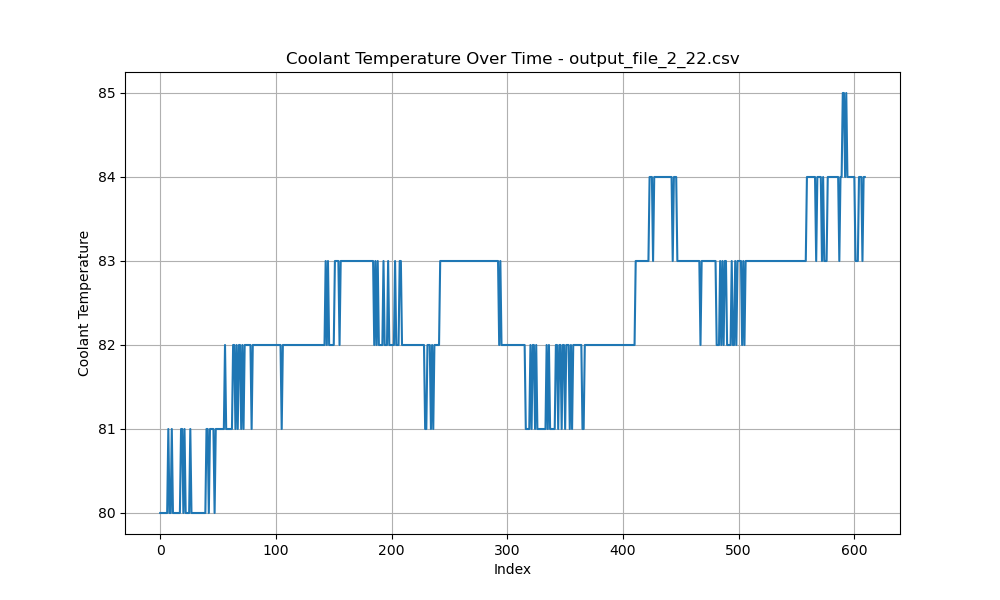 Coolant Temperature Over Time - output_file_2_22.csv
85
84
83
82
81
80
Coolant Temperature
0 100 200 300 400 500 600
Index